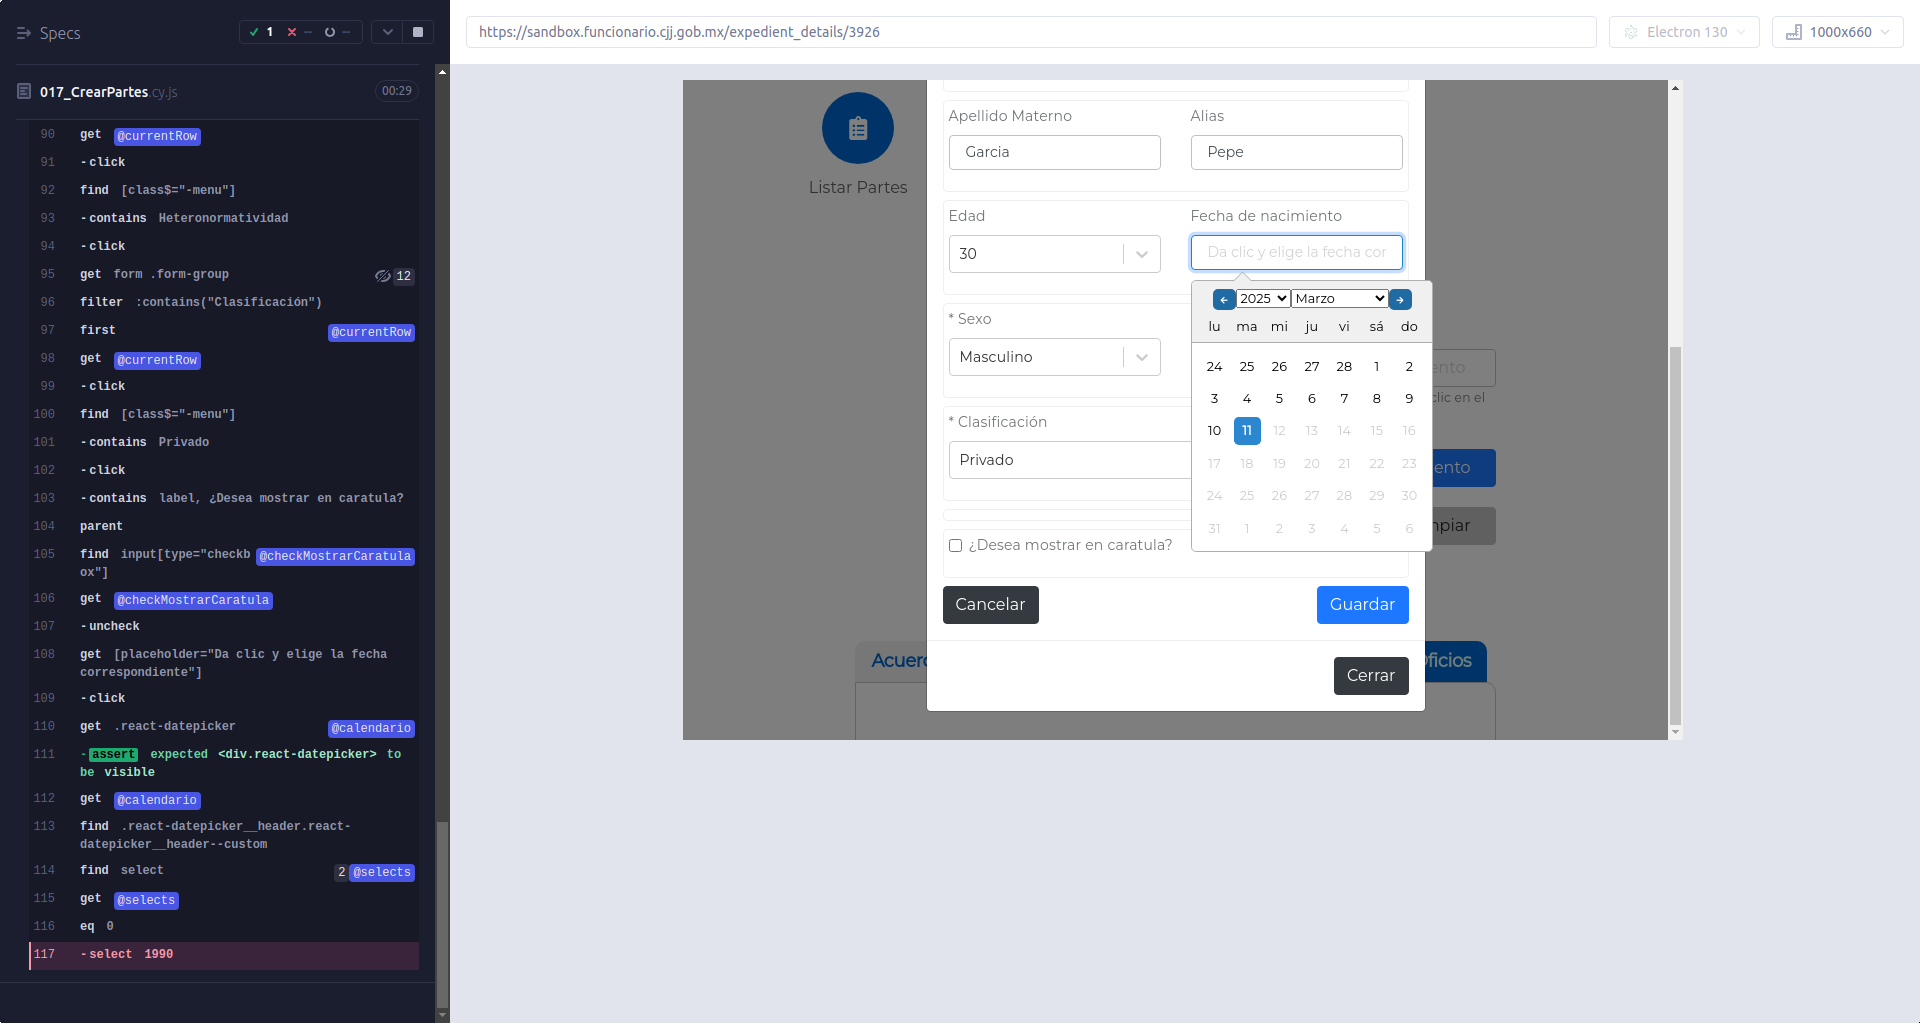 Specs
1
--
--
017_CrearPartes.cy.js
00:29
90 get @currentRow
91 -click
92 find [class$="-menu"]
93 -contains Heteronormatividad
94 -click
95 get form .form-group 12
96 filter :contains("Clasificación")
97 first @currentRow
98 get @currentRow
99 -click
100 find [class$="-menu"]
101 -contains Privado
102 -click
103 -contains label, ¿Desea mostrar en caratula?
104 parent
105 find input[type="checkb @checkMostrarCaratula
ox"]
106 get @checkMostrarCaratula
107 -uncheck
108 get [placeholder="Da clic y elige la fecha
correspondiente"]
109 -click
110 get .react-datepicker @calendario
111 -assert expected <div.react-datepicker> to
be visible
112 get @calendario
113 find .react-datepicker__header.react-
datepicker__header--custom
114 find select 2 @selects
115 get @selects
116 eq 0
117 -select 1990
https://sandbox.funcionario.cjj.gob.mx/expedient_details/3926
Electron 130
1000x660
Listar Partes
Apellido Materno Alias
Garcia Pepe
Edad Fecha de nacimiento
30 Da clic y elige la fecha cor
2025 Marzo
* Sexo
lu ma mi ju vi sá do
Masculino
24 25 26 27 28 1 2
ento
3 4 5 6 7 8 9
clic en el
* Clasificación
10 11 12 13 14 15 16
Privado
17 18 19 20 21 22 23
ento
24 25 26 27 28 29 30
31 1 2 3 4 5 6
npiar
¿Desea mostrar en caratula?
Cancelar Guardar
Acuer
Oficios
Cerrar